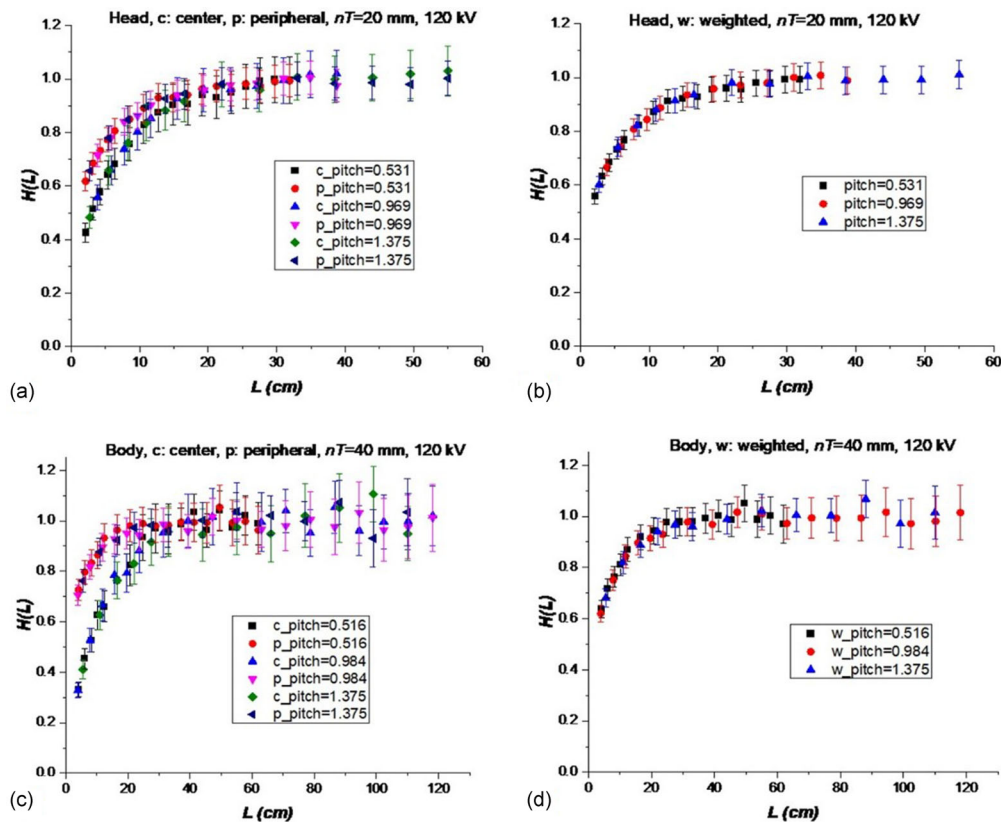 Head, c: center, p: peripheral, nT=20 mm, 120 kV
1.2
1.0
0.8
0.6
0.4
0.2
0.0
H(L)
c_pitch=0.531
p_pitch=0.531
c_pitch=0.969
p_pitch=0.969
c_pitch=1.375
p_pitch=1.375
0 10 20 30 40 50 60
L (cm)
(a)
Head, w: weighted, nT=20 mm, 120 kV
1.2
1.0
0.8
0.6
0.4
0.2
0.0
H(L)
pitch=0.531
pitch=0.969
pitch=1.375
0 10 20 30 40 50 60
L (cm)
(b)
Body, c: center, p: peripheral, nT=40 mm, 120 kV
1.2
1.0
0.8
0.6
0.4
0.2
0.0
H(L)
c_pitch=0.516
p_pitch=0.516
c_pitch=0.984
p_pitch=0.984
c_pitch=1.375
p_pitch=1.375
0 20 40 60 80 100 120
L (cm)
(c)
Body, w: weighted, nT=40 mm, 120 kV
1.2
1.0
0.8
0.6
0.4
0.2
0.0
H(L)
w_pitch=0.516
w_pitch=0.984
w_pitch=1.375
0 20 40 60 80 100 120
L (cm)
(d)